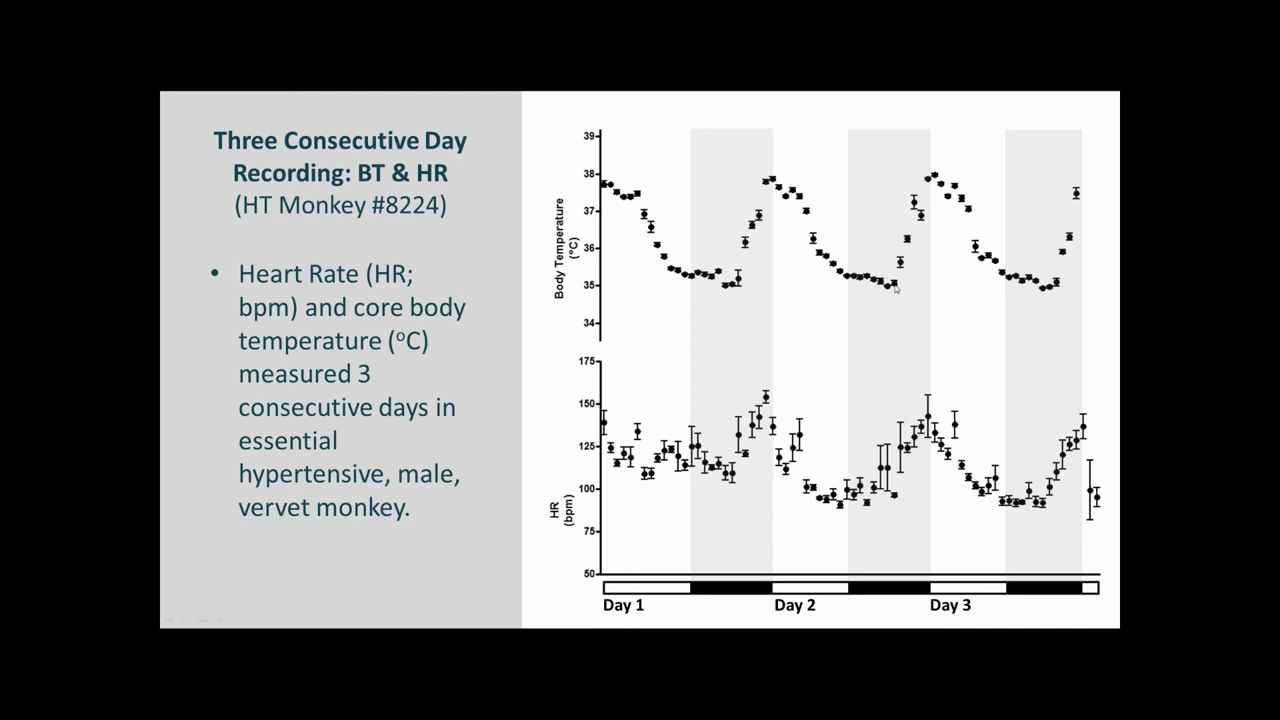 Three Consecutive Day
Recording: BT & HR
(HT Monkey #8224)
• Heart Rate (HR;
bpm) and core body
temperature (ºC)
measured 3
consecutive days in
essential
hypertensive, male,
vervet monkey.
Body Temperature
(°C)
39
38
37
36
35
34
HR
(bpm)
175
150
125
100
75
50
Day 1
Day 2
Day 3